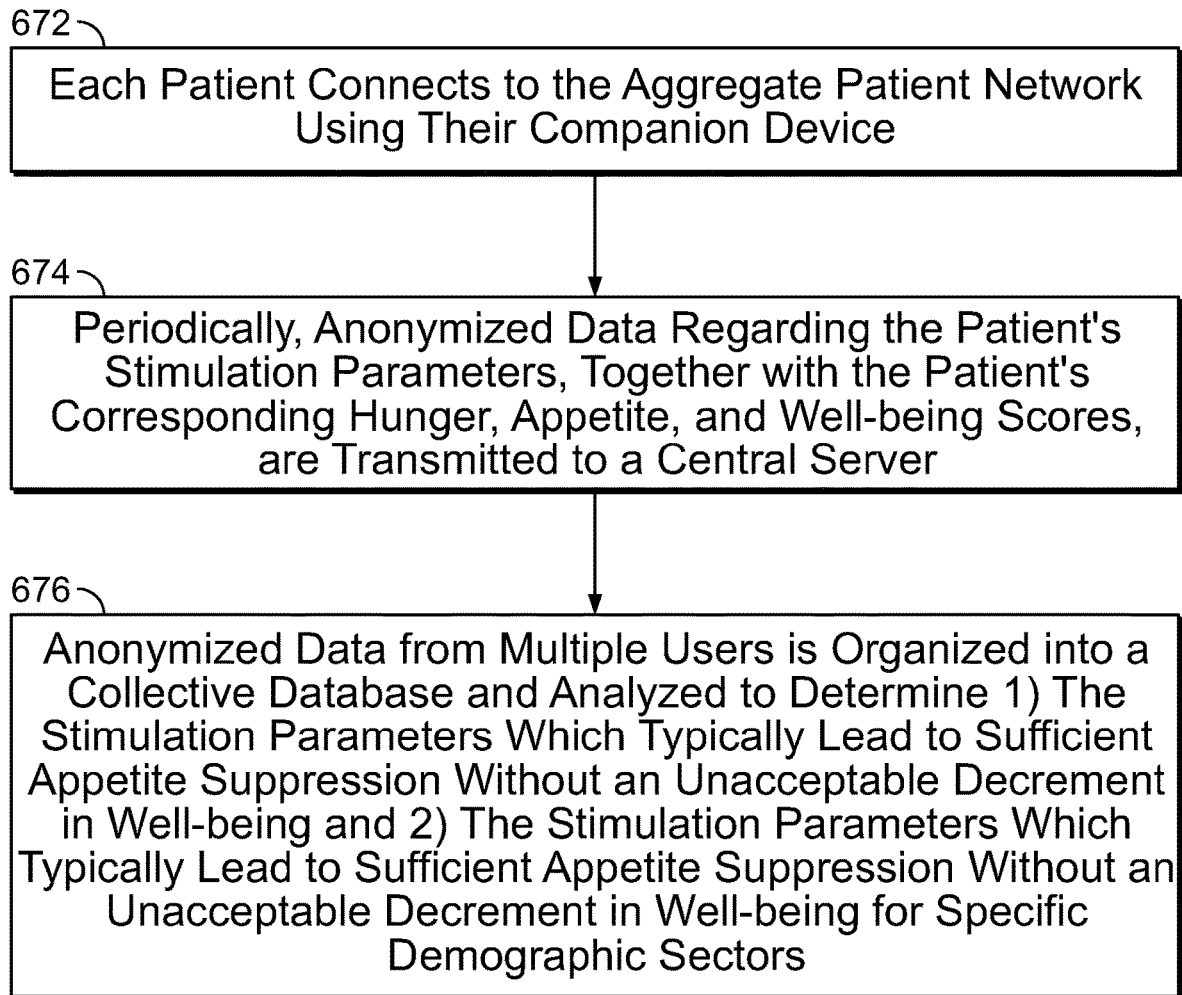 672
Each Patient Connects to the Aggregate Patient Network
Using Their Companion Device
674
Periodically, Anonymized Data Regarding the Patient's
Stimulation Parameters, Together with the Patient's
Corresponding Hunger, Appetite, and Well-being Scores,
are Transmitted to a Central Server
676
Anonymized Data from Multiple Users is Organized into a
Collective Database and Analyzed to Determine 1) The
Stimulation Parameters Which Typically Lead to Sufficient
Appetite Suppression Without an Unacceptable Decrement
in Well-being and 2) The Stimulation Parameters Which
Typically Lead to Sufficient Appetite Suppression Without an
Unacceptable Decrement in Well-being for Specific
Demographic Sectors